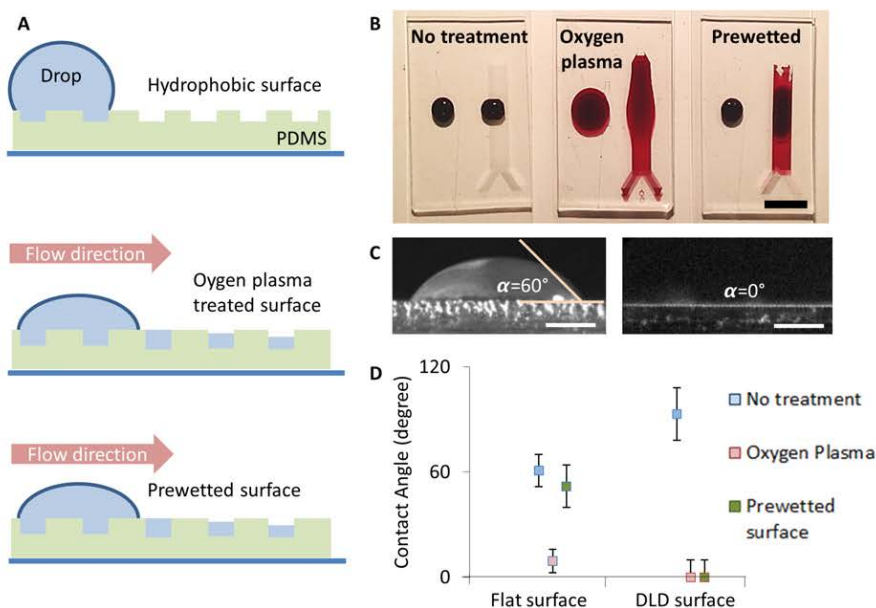 A
Drop
Hydrophobic surface
PDMS
Flow direction
Oygen plasma
treated surface
Flow direction
Prewetted surface
B
No treatment
Oxygen
plasma
Prewetted
C
α=60°
α=0°
D
Contact Angle (degree)
120
60
0
Flat surface
DLD surface
No treatment
Oxygen Plasma
Prewetted
surface